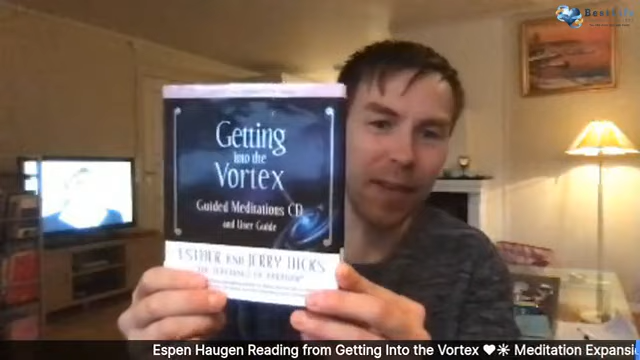 Getting
into the
Vortex
Guided Meditations CD
and User Guide
ESTHER AND JERRY HICKS
Espen Haugen Reading from Getting Into the Vortex ❤☀ Meditation Expansi